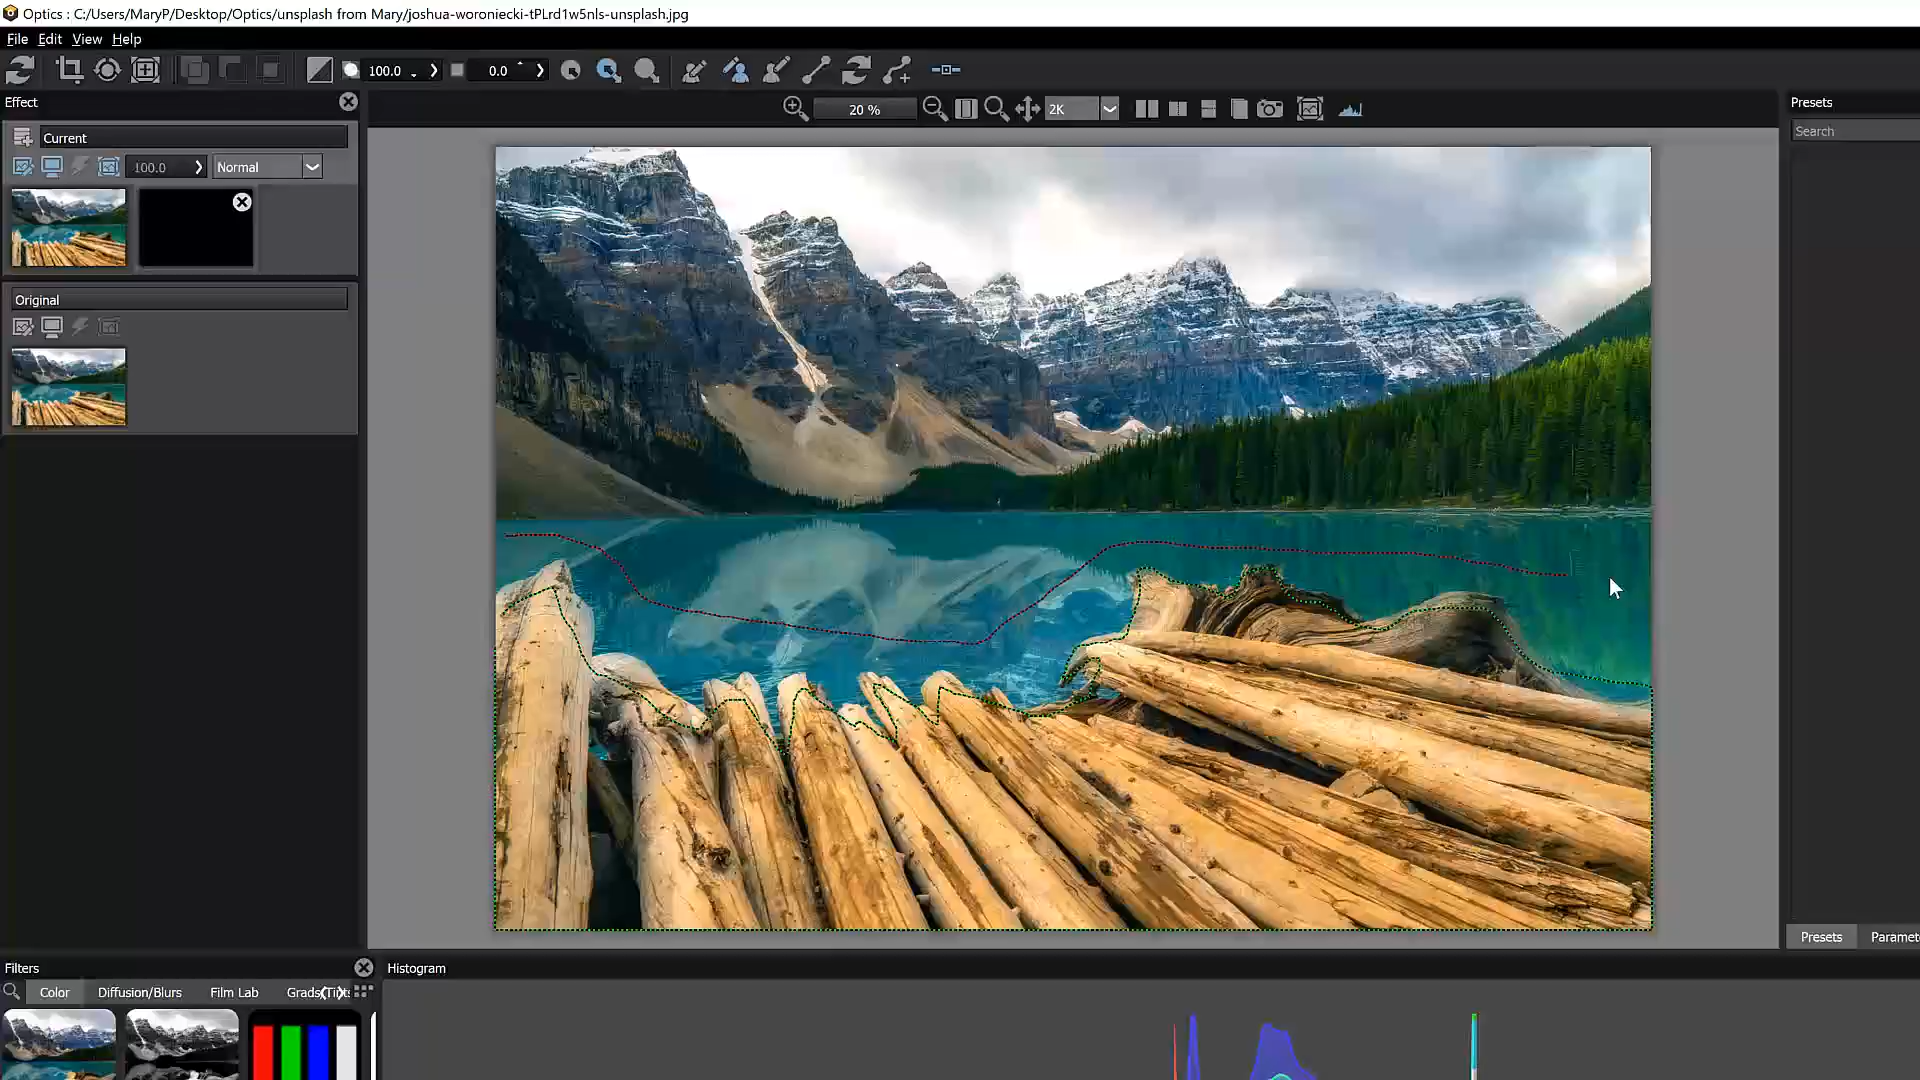 Optics : C:/Users/MaryP/Desktop/Optics/unsplash from Mary/joshua-woroniecki-tPLrd1w5nls-unsplash.jpg
File Edit View Help
100.0
0.0
Effect
20 %
2K
Presets
Current
Search
100.0
Normal
Original
Presets
Filters
Histogram
Color Diffusion/Blurs Film Lab